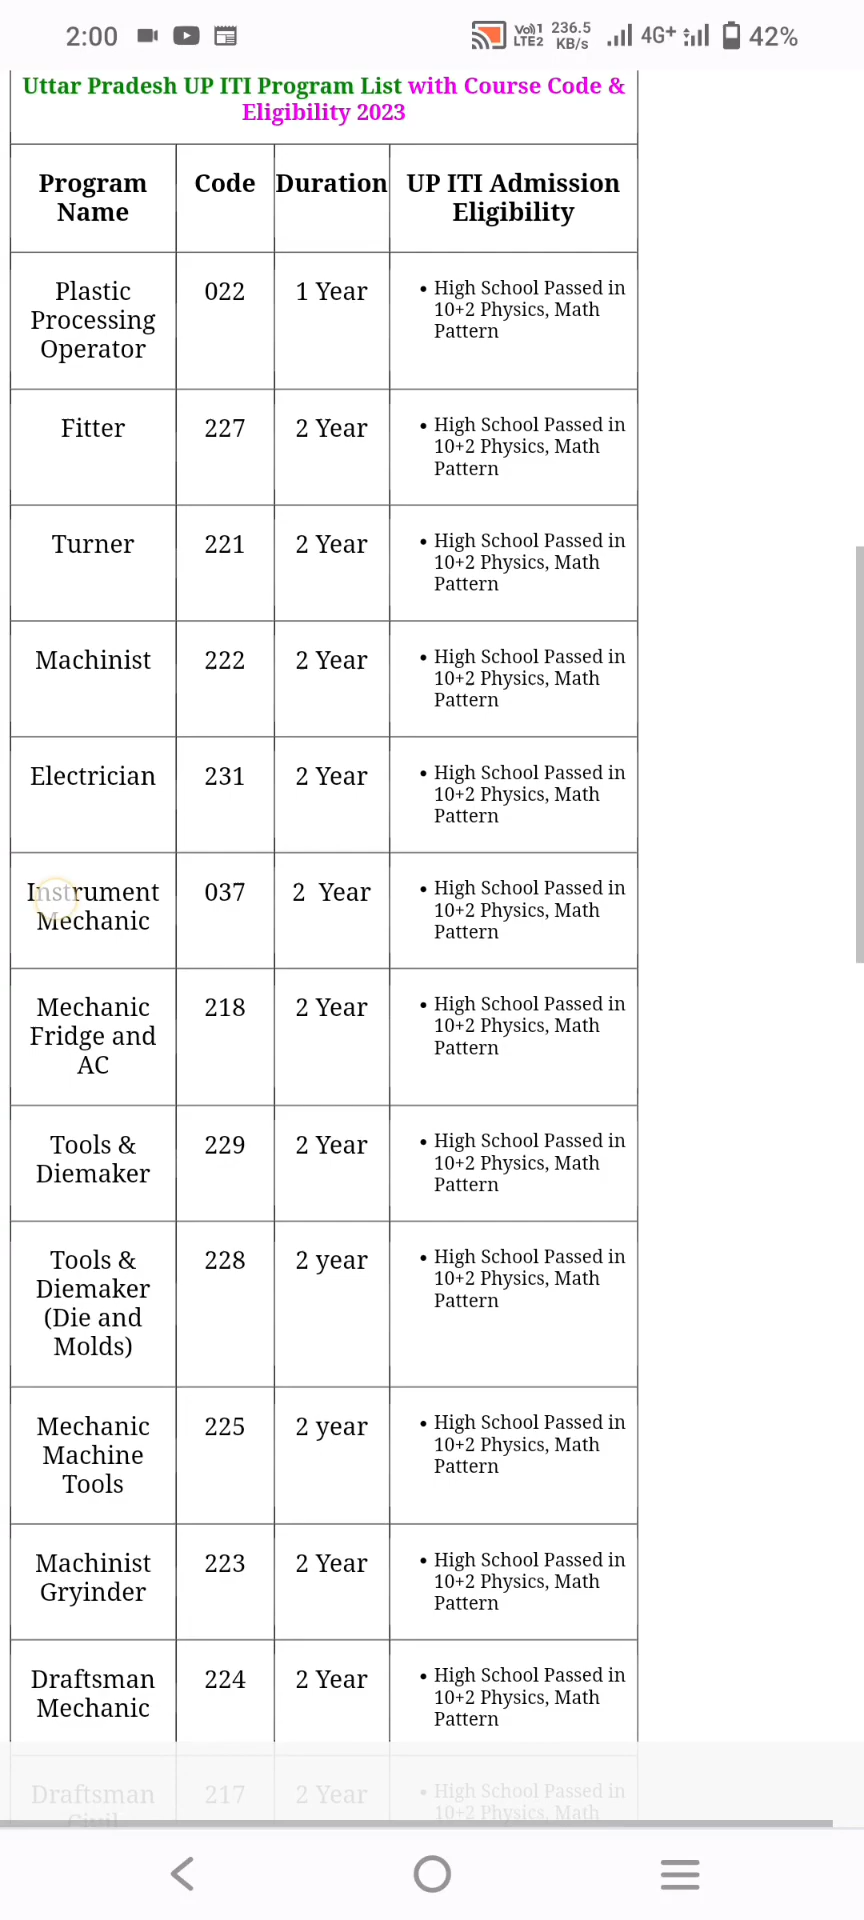 2:00
Vo)) 1 LTE2 236.5 KB/s 4G+ 42%
Uttar Pradesh UP ITI Program List with Course Code &
Eligibility 2023
Program Name Code Duration UP ITI Admission Eligibility
Plastic Processing Operator 022 1 Year • High School Passed in 10+2 Physics, Math Pattern
Fitter 227 2 Year • High School Passed in 10+2 Physics, Math Pattern
Turner 221 2 Year • High School Passed in 10+2 Physics, Math Pattern
Machinist 222 2 Year • High School Passed in 10+2 Physics, Math Pattern
Electrician 231 2 Year • High School Passed in 10+2 Physics, Math Pattern
Instrument Mechanic 037 2 Year • High School Passed in 10+2 Physics, Math Pattern
Mechanic Fridge and AC 218 2 Year • High School Passed in 10+2 Physics, Math Pattern
Tools & Diemaker 229 2 Year • High School Passed in 10+2 Physics, Math Pattern
Tools & Diemaker (Die and Molds) 228 2 year • High School Passed in 10+2 Physics, Math Pattern
Mechanic Machine Tools 225 2 year • High School Passed in 10+2 Physics, Math Pattern
Machinist Gryinder 223 2 Year • High School Passed in 10+2 Physics, Math Pattern
Draftsman Mechanic 224 2 Year • High School Passed in 10+2 Physics, Math Pattern
Draftsman Civil 217 2 Year • High School Passed in 10+2 Physics, Math